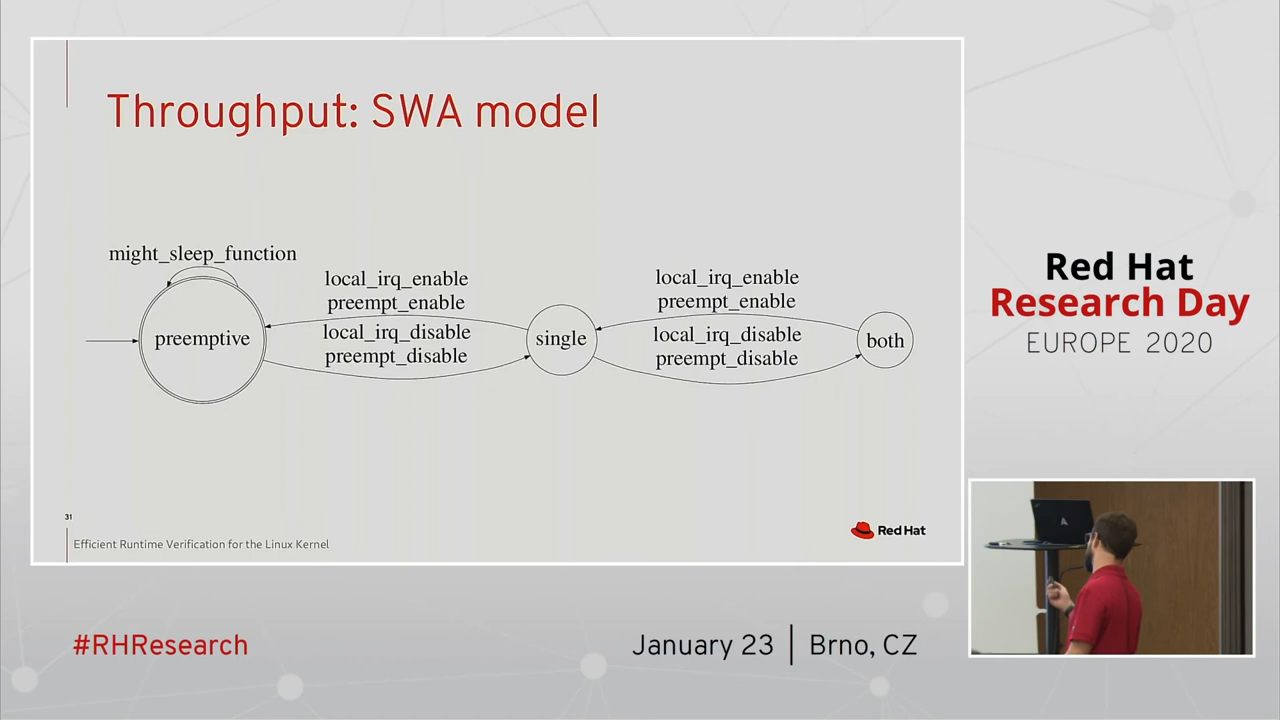 Throughput: SWA model
might_sleep_function
local_irq_enable
preempt_enable
local_irq_disable
preempt_disable
local_irq_enable
preempt_enable
local_irq_disable
preempt_disable
preemptive
single
both
31
Efficient Runtime Verification for the Linux Kernel
Red Hat
Red Hat
Research Day
EUROPE 2020
#RHResearch
January 23 | Brno, CZ